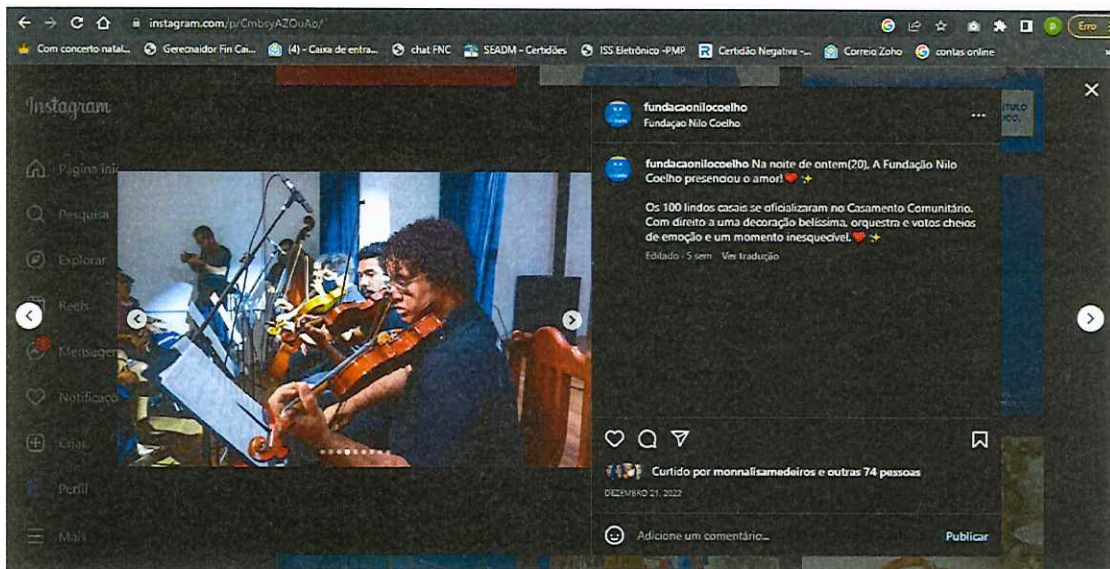 instagram.com/p/CmbsyAZOuAo/
Erro
Com concerto natal...
Gerecnaidor Fin Cai...
(4) - Caixa de entra...
chat FNC
SEADM - Certidões
ISS Eletrônico -PMP
Certidão Negativa -...
Correio Zoho
contas online
Instagram
Página inic
Pesquisa
Explorar
Reels
Mensagen
Notificaçõ
Criar
Perfil
Mais
fundacaonilocoelho
Fundaçao Nilo Coelho
fundacaonilocoelho Na noite de ontem(20), A Fundação Nilo
Coelho presenciou o amor!❤️✨
Os 100 lindos casais se oficializaram no Casamento Comunitário.
Com direito a uma decoração belíssima, orquestra e votos cheios
de emoção e um momento inesquecível.❤️✨
Editado · 5 sem Ver tradução
Curtido por monnalisamedeiros e outras 74 pessoas
DEZEMBRO 21, 2022
Adicione um comentário...
Publicar